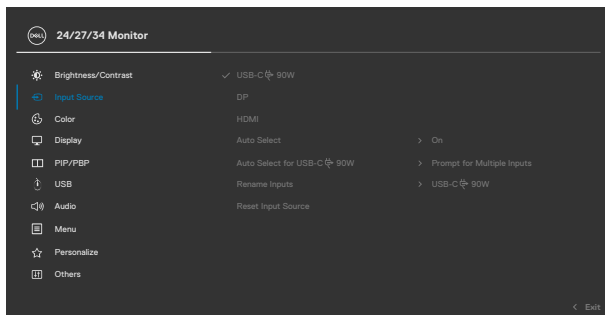 DELL 24/27/34 Monitor
Brightness/Contrast USB-C 90W
Input Source DP
Color HDMI
Display Auto Select On
PIP/PBP Auto Select for USB-C 90W Prompt for Multiple Inputs
USB Rename Inputs USB-C 90W
Audio Reset Input Source
Menu
Personalize
Others
Exit